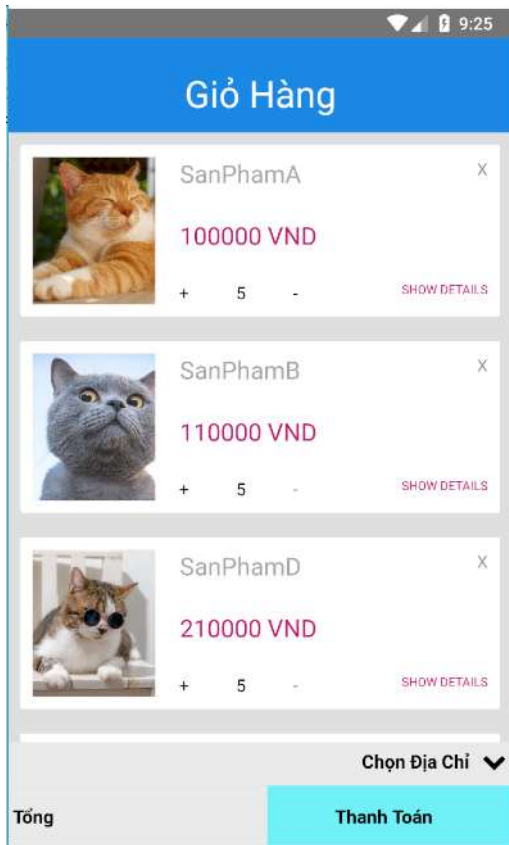 9:25
Giỏ Hàng
SanPhamA
X
100000 VND
+ 5 -
SHOW DETAILS
SanPhamB
X
110000 VND
+ 5 -
SHOW DETAILS
SanPhamD
X
210000 VND
+ 5 -
SHOW DETAILS
Chọn Địa Chỉ
Tổng
Thanh Toán